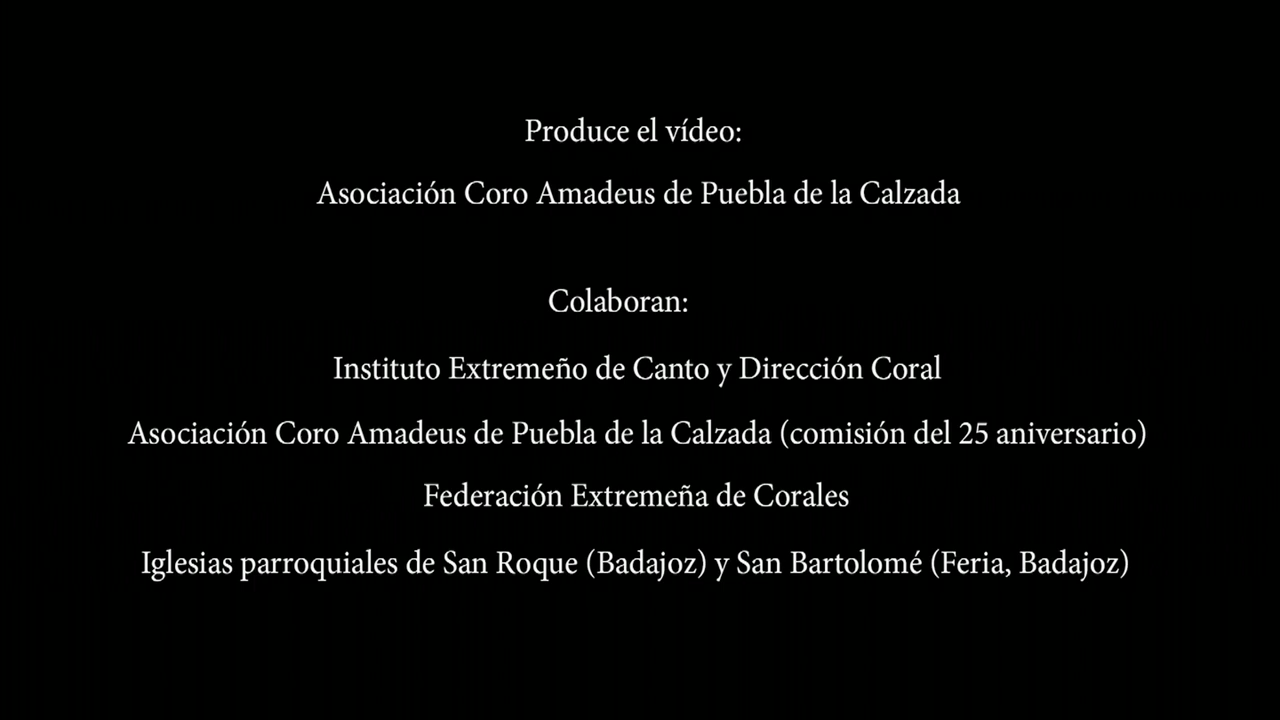 Produce el vídeo:
Asociación Coro Amadeus de Puebla de la Calzada
Colaboran:
Instituto Extremeño de Canto y Dirección Coral
Asociación Coro Amadeus de Puebla de la Calzada (comisión del 25 aniversario)
Federación Extremeña de Corales
Iglesias parroquiales de San Roque (Badajoz) y San Bartolomé (Feria, Badajoz)